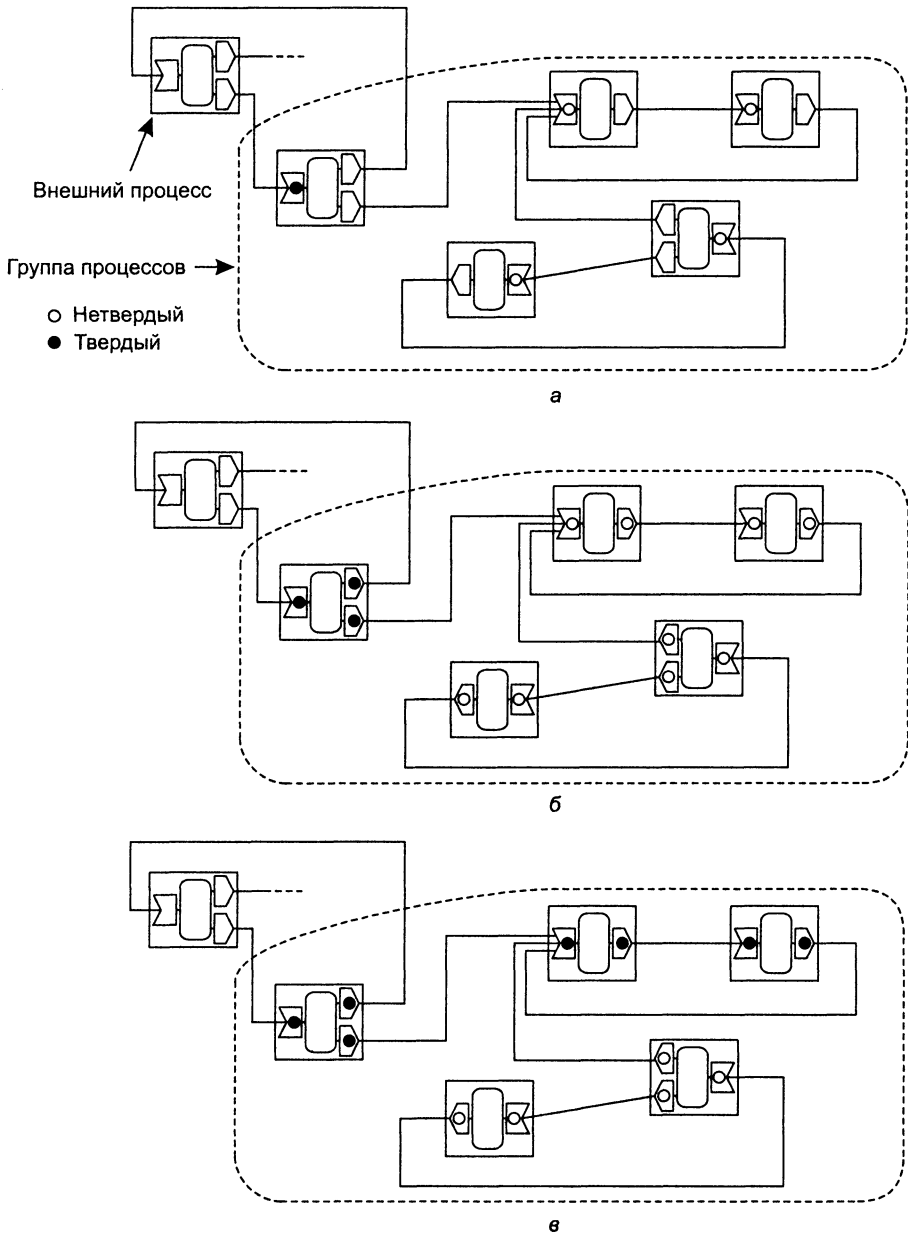 Внешний процесс
Группа процессов
Нетвердый
Твердый
а
б
в